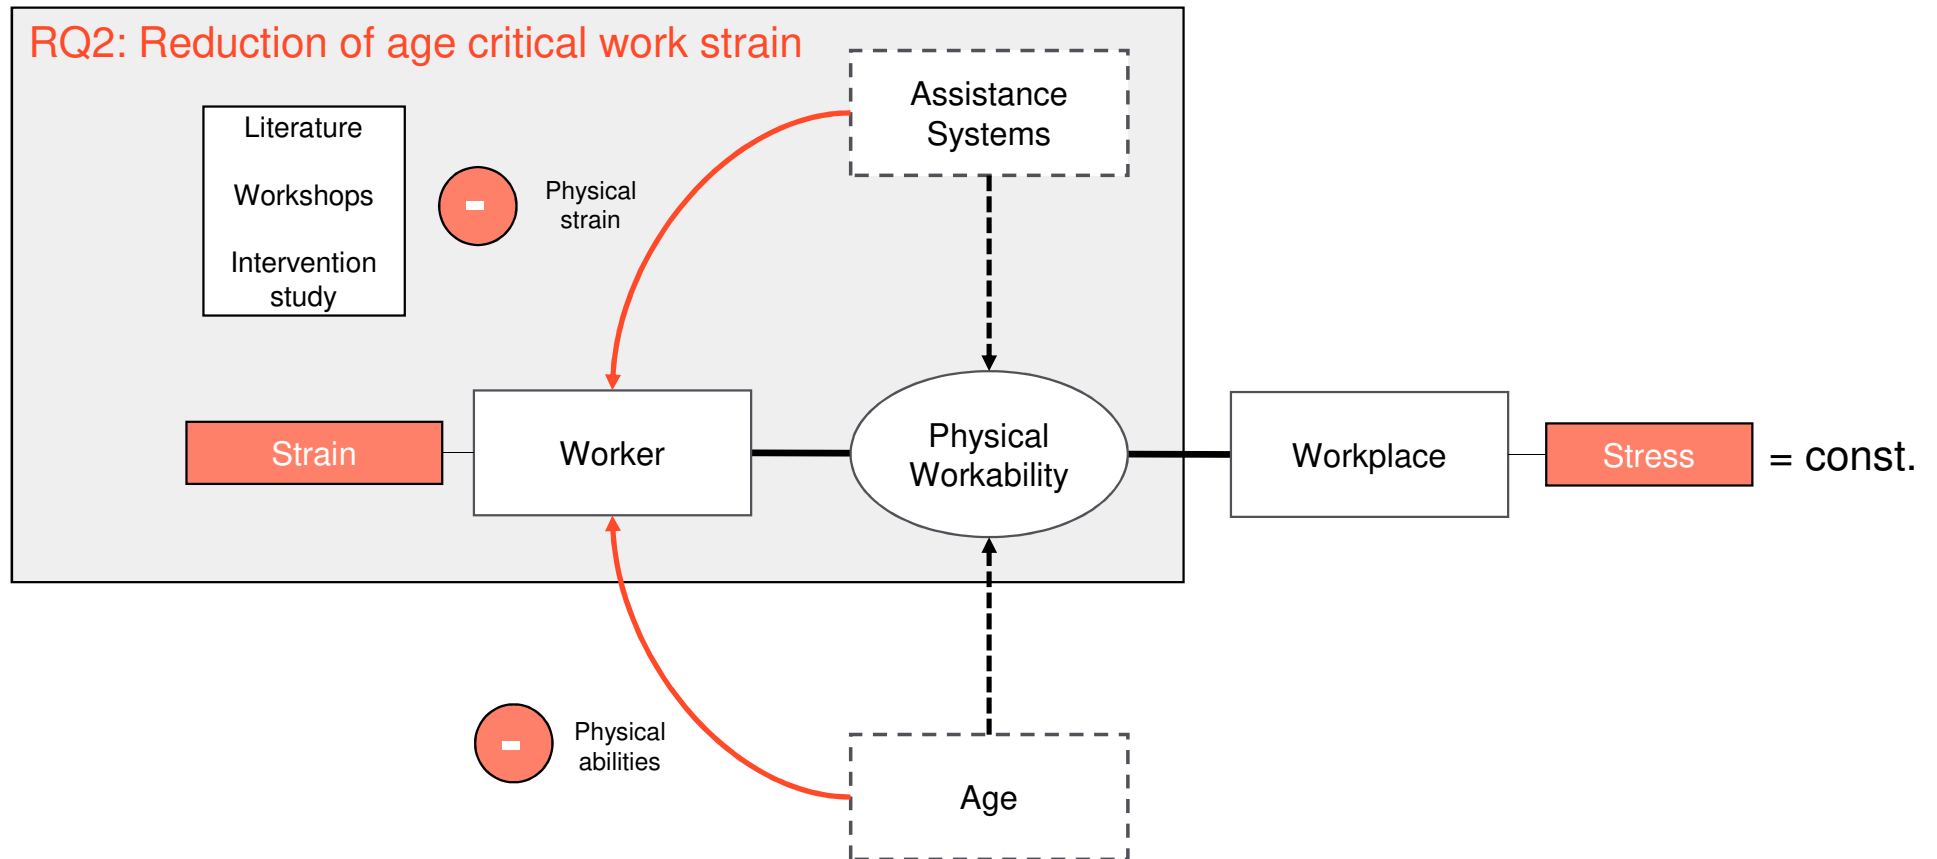 RQ2: Reduction of age critical work strain
Assistance
Systems
Literature
Workshops
Intervention
study
-
Physical
strain
Strain
Worker
Physical
Workability
Workplace
Stress
= const.
-
Physical
abilities
Age